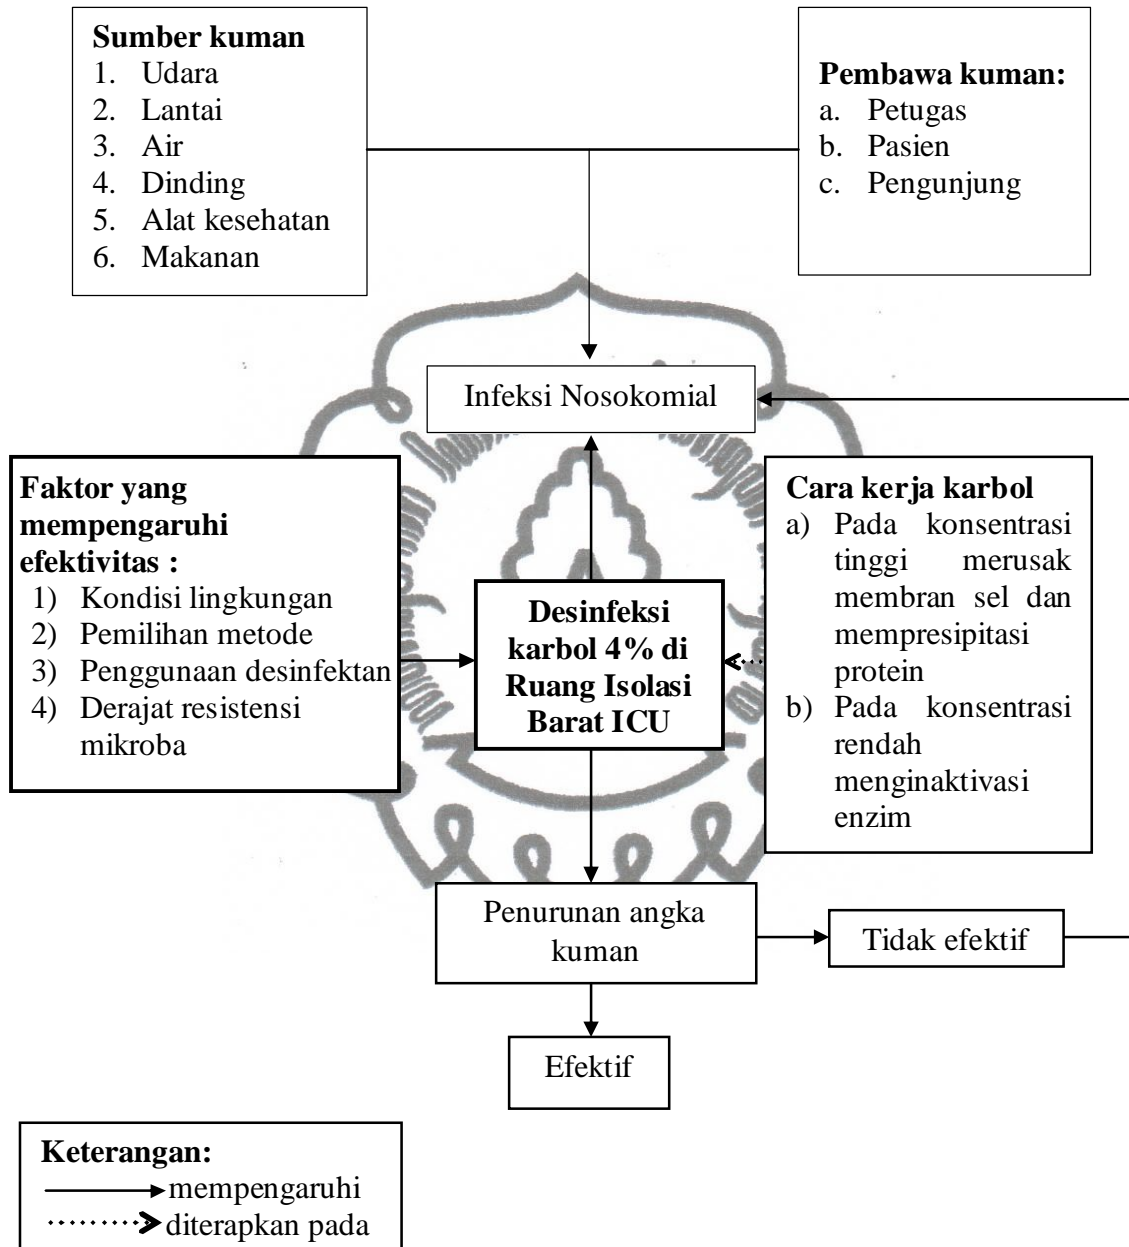 Sumber kuman
1. Udara
2. Lantai
3. Air
4. Dinding
5. Alat kesehatan
6. Makanan
Pembawa kuman:
a. Petugas
b. Pasien
c. Pengunjung
Infeksi Nosokomial
Faktor yang
mempengaruhi
efektivitas :
1) Kondisi lingkungan
2) Pemilihan metode
3) Penggunaan desinfektan
4) Derajat resistensi
mikroba
Desinfeksi
karbol 4% di
Ruang Isolasi
Barat ICU
Cara kerja karbol
a) Pada konsentrasi
tinggi merusak
membran sel dan
mempresipitasi
protein
b) Pada konsentrasi
rendah
menginaktivasi
enzim
Penurunan angka
kuman
Tidak efektif
Efektif
Keterangan:
mempengaruhi
diterapkan pada